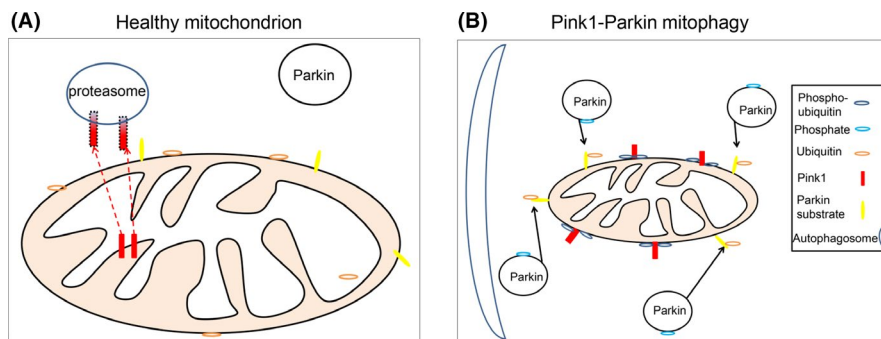 (A) Healthy mitochondrion
proteasome
Parkin
(B) Pink1-Parkin mitophagy
Parkin
Parkin
Parkin
Parkin
Phospho-
ubiquitin
Phosphate
Ubiquitin
Pink1
Parkin
substrate
Autophagosome